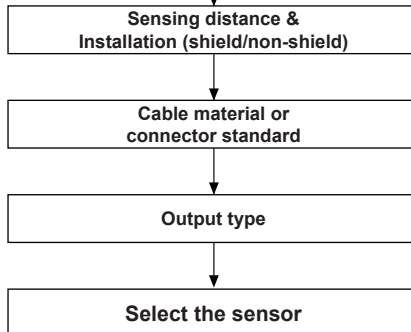 Sensing distance &
Installation (shield/non-shield)
Cable material or
connector standard
Output type
Select the sensor